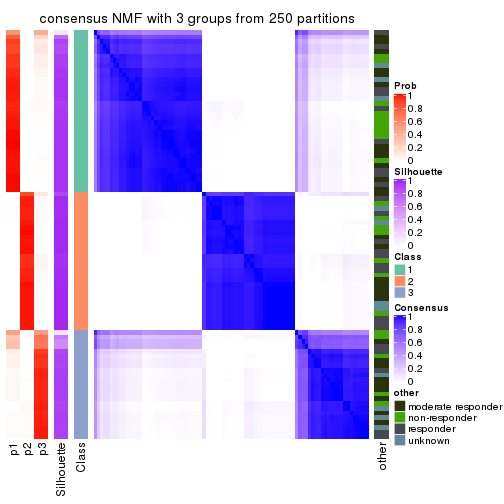 consensus NMF with 3 groups from 250 partitions
Prob
1
0.8
0.6
0.4
0.2
0
Silhouette
1
0.8
0.6
0.4
0.2
0
Class
1
2
3
Consensus
1
0.8
0.6
0.4
0.2
0
other
moderate responder
non-responder
responder
unknown
p1
p2
p3
Silhouette
Class
other